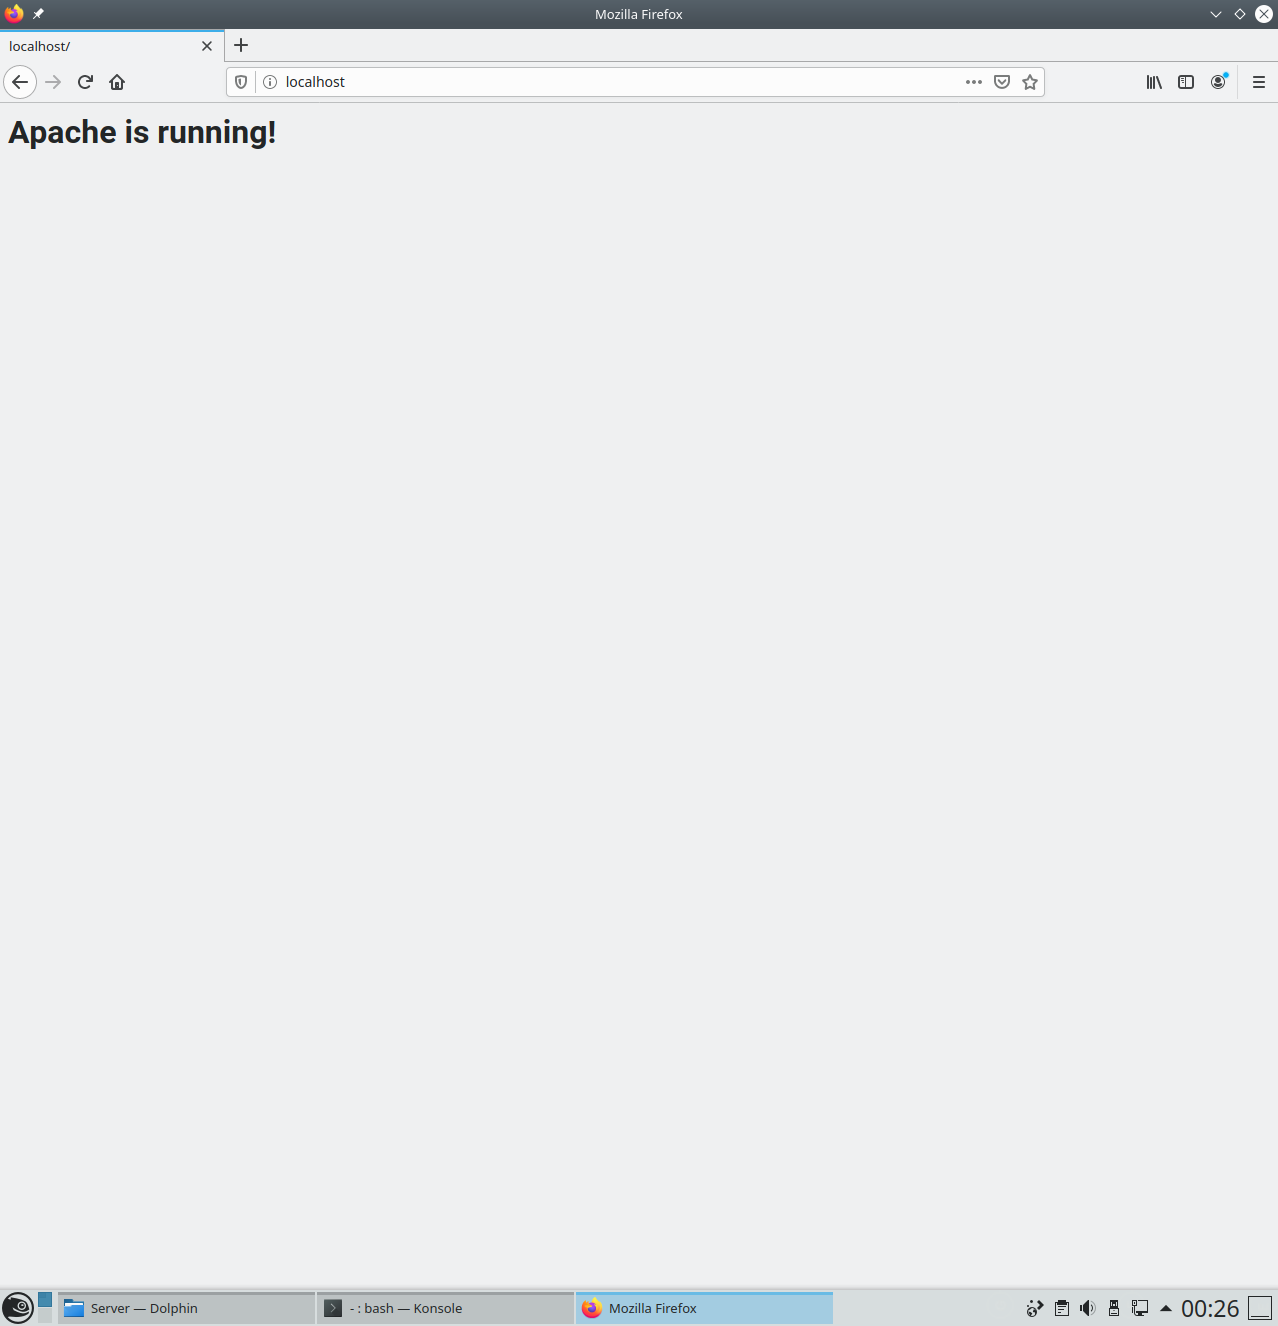 Mozilla Firefox
localhost/
localhost
Apache is running!
Server — Dolphin
- : bash — Konsole
Mozilla Firefox
00:26